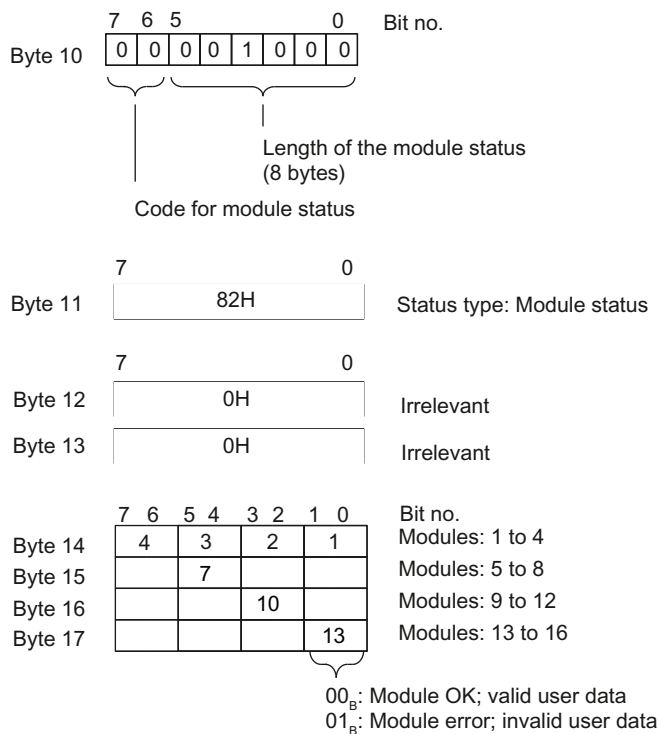 7 6 5 0 Bit no.
Byte 10 0 0 0 0 1 0 0 0
Length of the module status
(8 bytes)
Code for module status
7 0
Byte 11 82H Status type: Module status
7 0
Byte 12 0H Irrelevant
Byte 13 0H Irrelevant
7 6 5 4 3 2 1 0 Bit no.
Byte 14 4 3 2 1 Modules: 1 to 4
Byte 15 7 Modules: 5 to 8
Byte 16 10 Modules: 9 to 12
Byte 17 13 Modules: 13 to 16
00B: Module OK; valid user data
01B: Module error; invalid user data